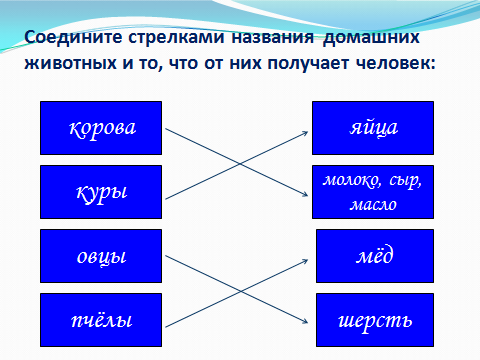 Соедините стрелками названия домашних
животных и то, что от них получает человек:
корова
яйца
куры
молоко, сыр,
масло
овцы
мёд
пчёлы
шерсть